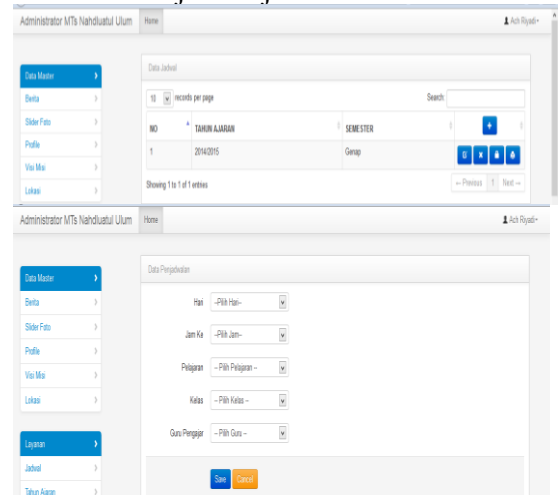 Administrator MTs Nahdluatul Ulum Home Ach Riyadi
Data Master
Berita
Slider Foto
Profile
Visi Misi
Lokasi
Data Jadwal
10 records per page Search:
NO TAHUN AJARAN SEMESTER +
1 2014/2015 Genap
Showing 1 to 1 of 1 entries
← Previous 1 Next →
Administrator MTs Nahdluatul Ulum Home Ach Riyadi
Data Master
Berita
Slider Foto
Profile
Visi Misi
Lokasi
Layanan
Jadwal
Tahun Ajaran
Data Penjadwalan
Hari --Pilih Hari--
Jam Ke --Pilih Jam--
Pelajaran -- Pilih Pelajaran --
Kelas -- Pilih Kelas --
Guru Pengajar -- Pilih Guru --
Save Cancel